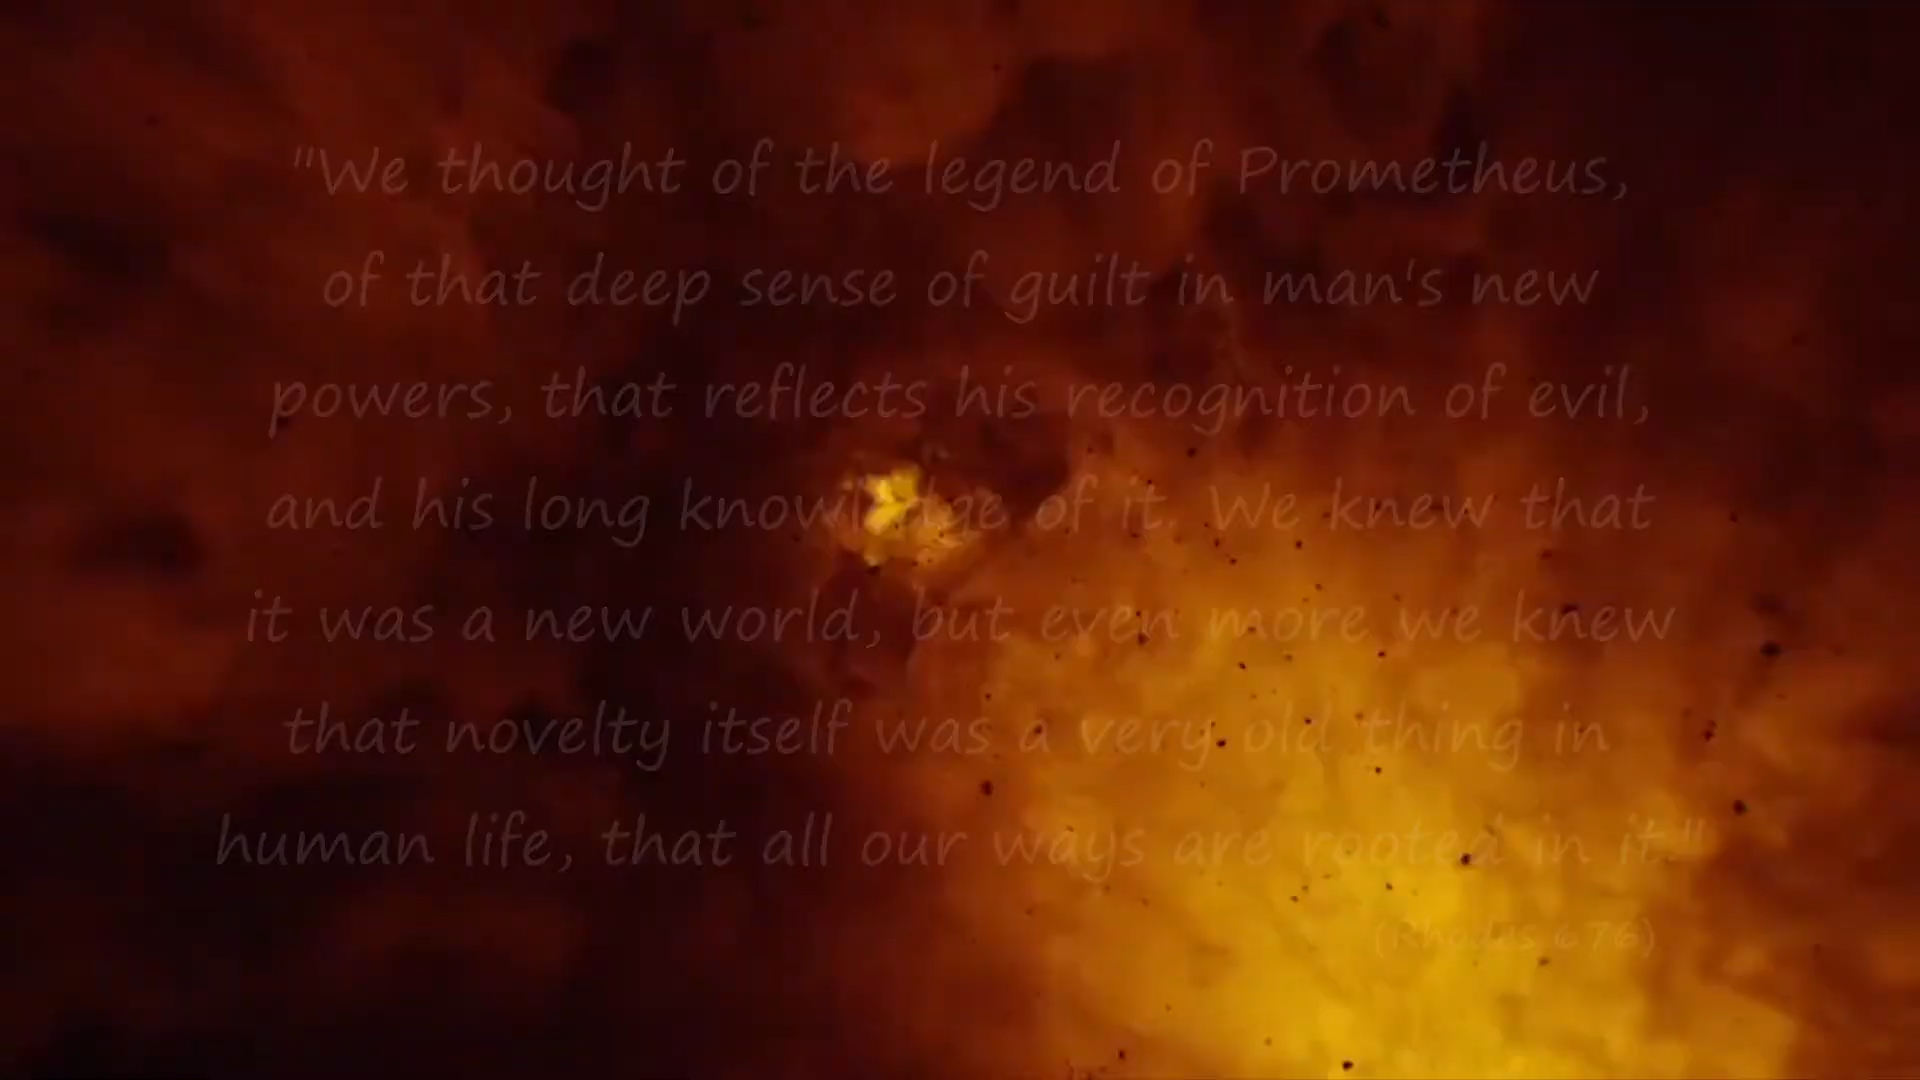 "We thought of the legend of Prometheus,
of that deep sense of guilt in man's new
powers, that reflects his recognition of evil,
and his long knowledge of it. We knew that
it was a new world, but even more we knew
that novelty itself was a very old thing in
human life, that all our ways are rooted in it."
(Rhodes 676)